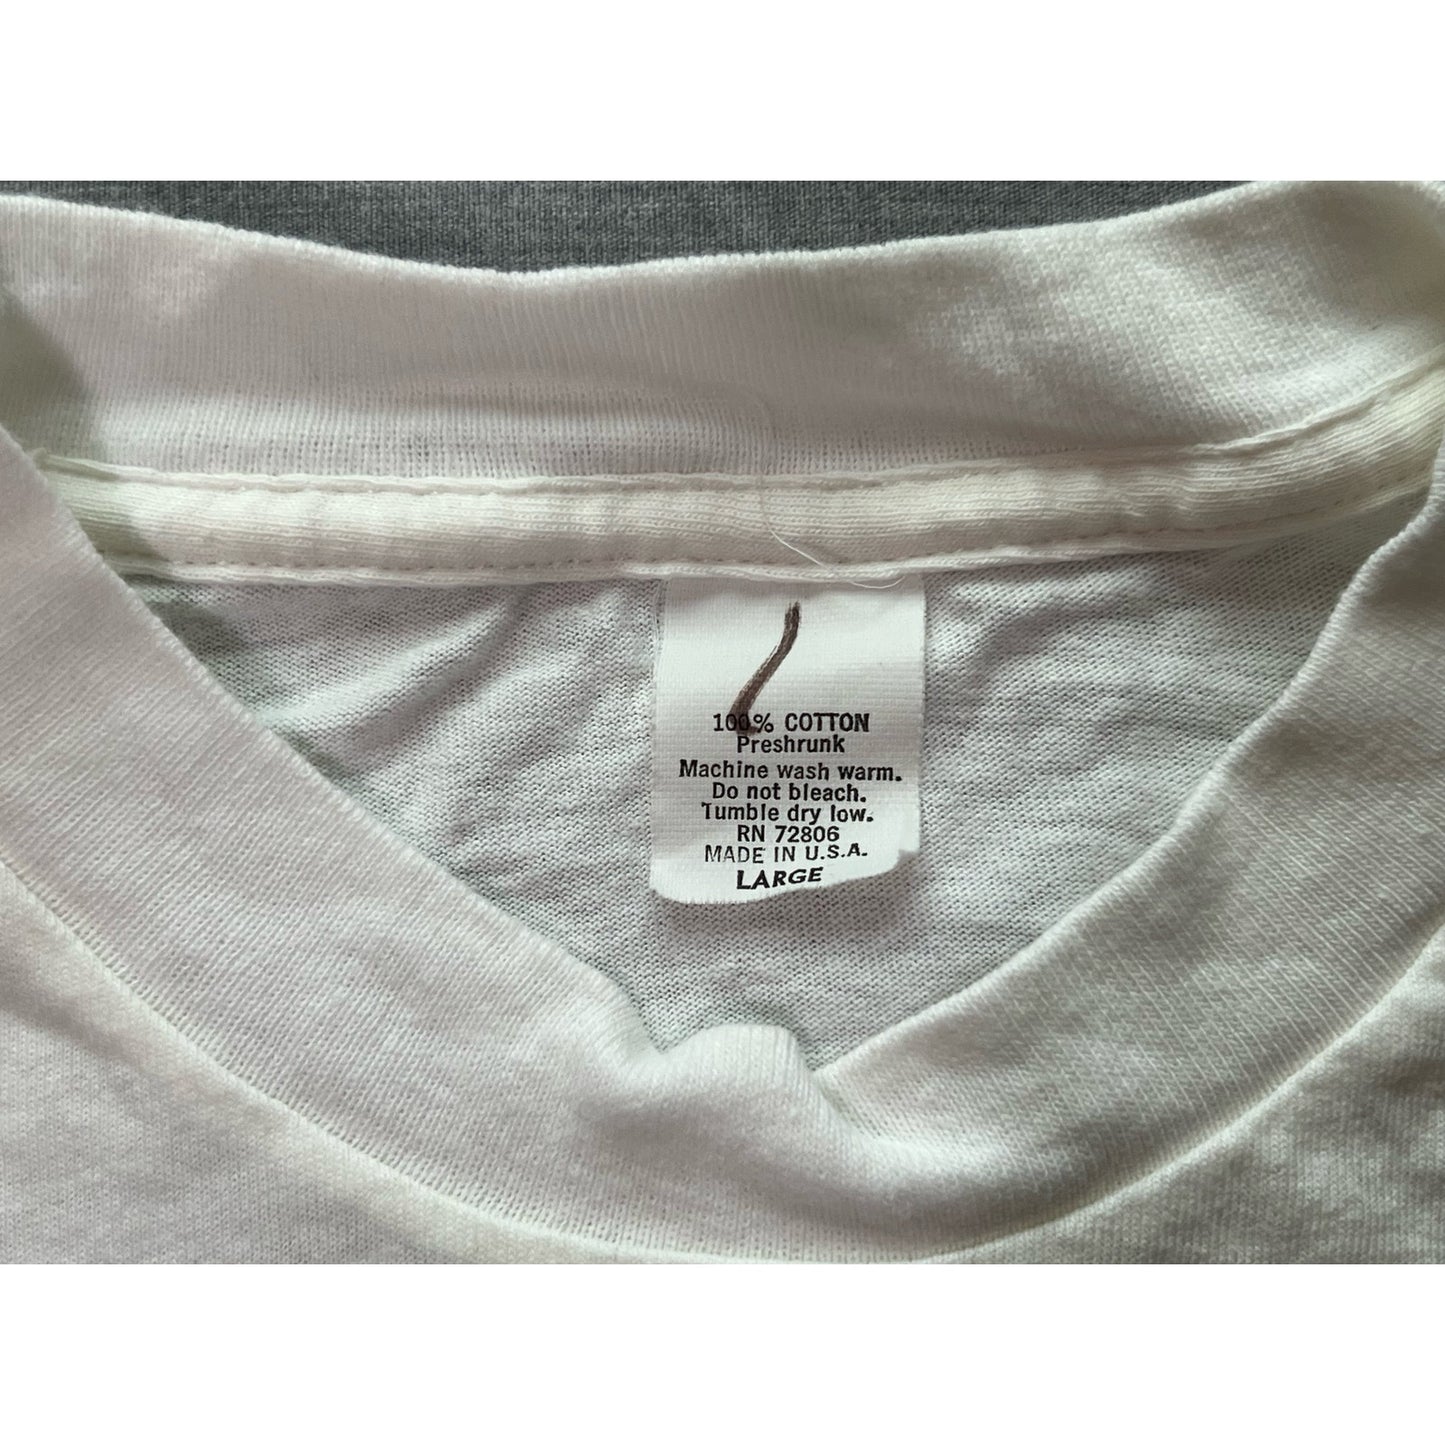 100% COTTON
Preshrunk
Machine wash warm.
Do not bleach.
Tumble dry low.
RN 72806
MADE IN U.S.A.
LARGE